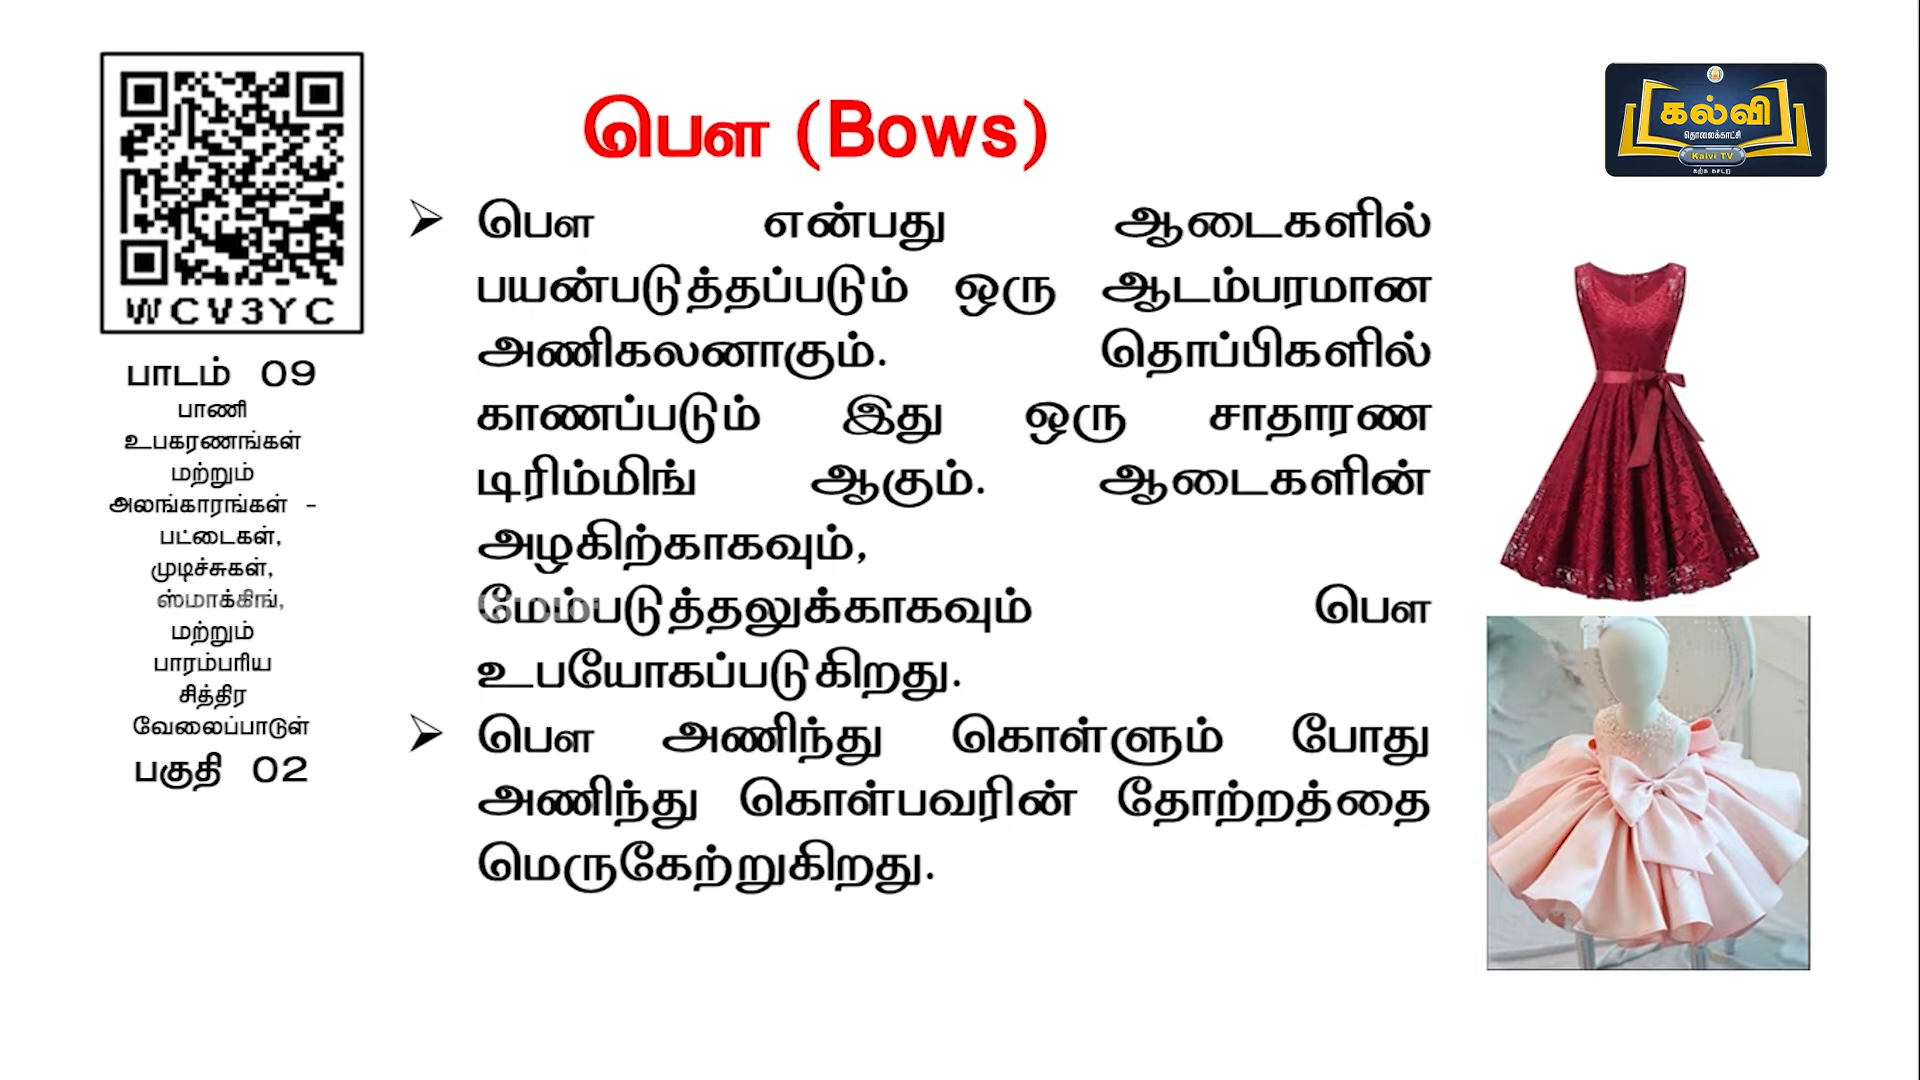 WCV3YC
பாடம் 09
பாணி
உபகரணங்கள்
மற்றும்
அலங்காரங்கள் -
பட்டைகள்,
முடிச்சுகள்,
ஸ்மாக்கிங்,
மற்றும்
பாரம்பரிய
சித்திர
வேலைப்பாடுள்
பகுதி 02
பௌ (Bows)
➢ பௌ என்பது ஆடைகளில்
பயன்படுத்தப்படும் ஒரு ஆடம்பரமான
அணிகலனாகும். தொப்பிகளில்
காணப்படும் இது ஒரு சாதாரண
டிரிம்மிங் ஆகும். ஆடைகளின்
அழகிற்காகவும்,
மேம்படுத்தலுக்காகவும் பௌ
உபயோகப்படுகிறது.
➢ பௌ அணிந்து கொள்ளும் போது
அணிந்து கொள்பவரின் தோற்றத்தை
மெருகேற்றுகிறது.
கல்வி
தொலைக்காட்சி
Kalvi TV
கற்க கசடற